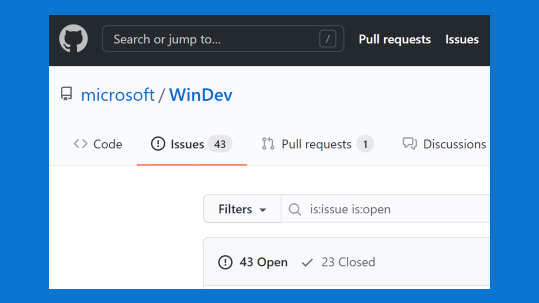 Search or jump to... / Pull requests Issues
microsoft / WinDev
Code Issues 43 Pull requests 1 Discussions
Filters is:issue is:open
43 Open 23 Closed